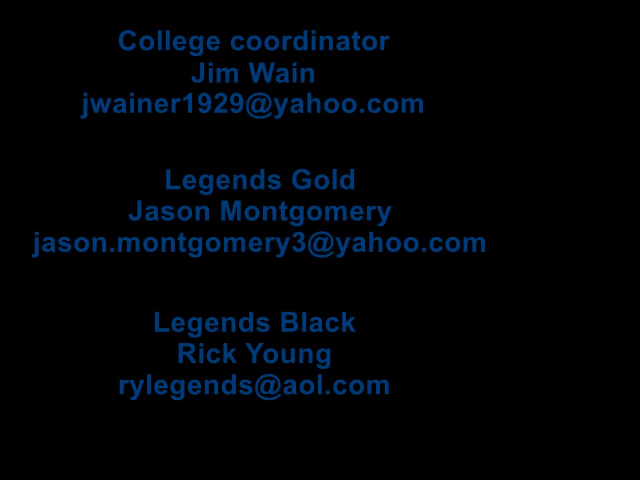 College coordinator
Jim Wain
jwainer1929@yahoo.com
Legends Gold
Jason Montgomery
jason.montgomery3@yahoo.com
Legends Black
Rick Young
rylegends@aol.com